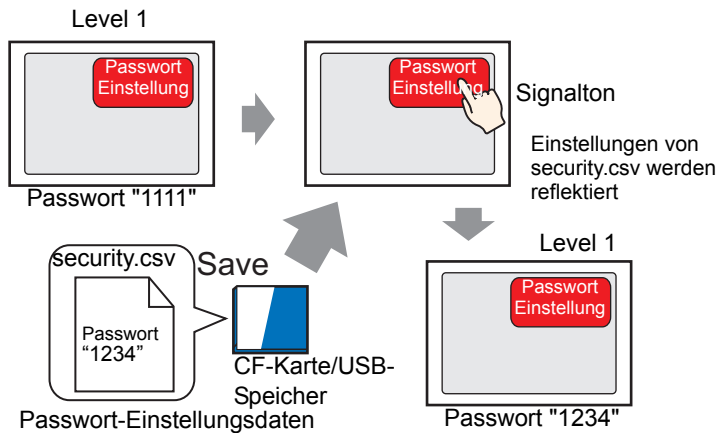 Level 1
Passwort
Einstellung
Passwort "1111"
Passwort
Einstellung
Signalton
Einstellungen von
security.csv werden
reflektiert
security.csv
Passwort
“1234”
Save
CF-Karte/USB-
Speicher
Passwort-Einstellungsdaten
Level 1
Passwort
Einstellung
Passwort "1234"